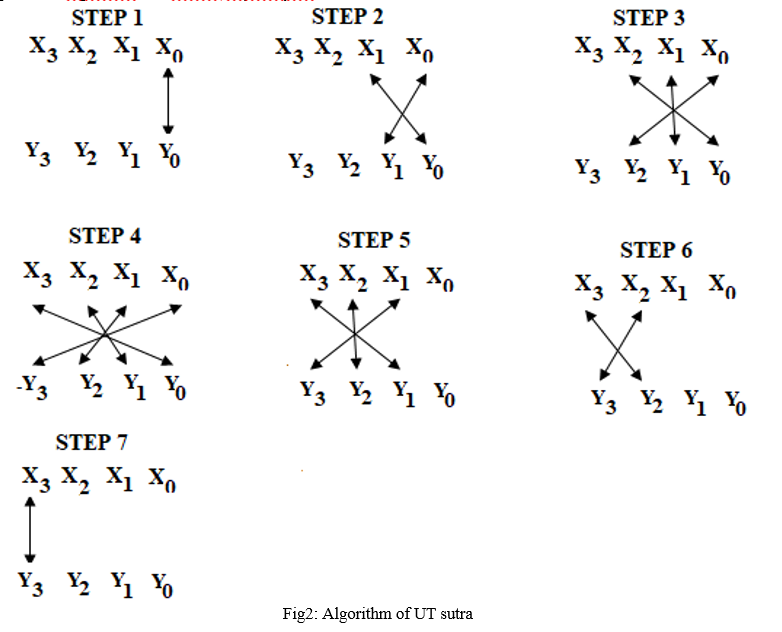 STEP 1
X₃ X₂ X₁ X₀
Y₃ Y₂ Y₁ Y₀
STEP 2
X₃ X₂ X₁ X₀
Y₃ Y₂ Y₁ Y₀
STEP 3
X₃ X₂ X₁ X₀
Y₃ Y₂ Y₁ Y₀
STEP 4
X₃ X₂ X₁ X₀
-Y₃ Y₂ Y₁ Y₀
STEP 5
X₃ X₂ X₁ X₀
Y₃ Y₂ Y₁ Y₀
STEP 6
X₃ X₂ X₁ X₀
Y₃ Y₂ Y₁ Y₀
STEP 7
X₃ X₂ X₁ X₀
Y₃ Y₂ Y₁ Y₀
Fig2: Algorithm of UT sutra